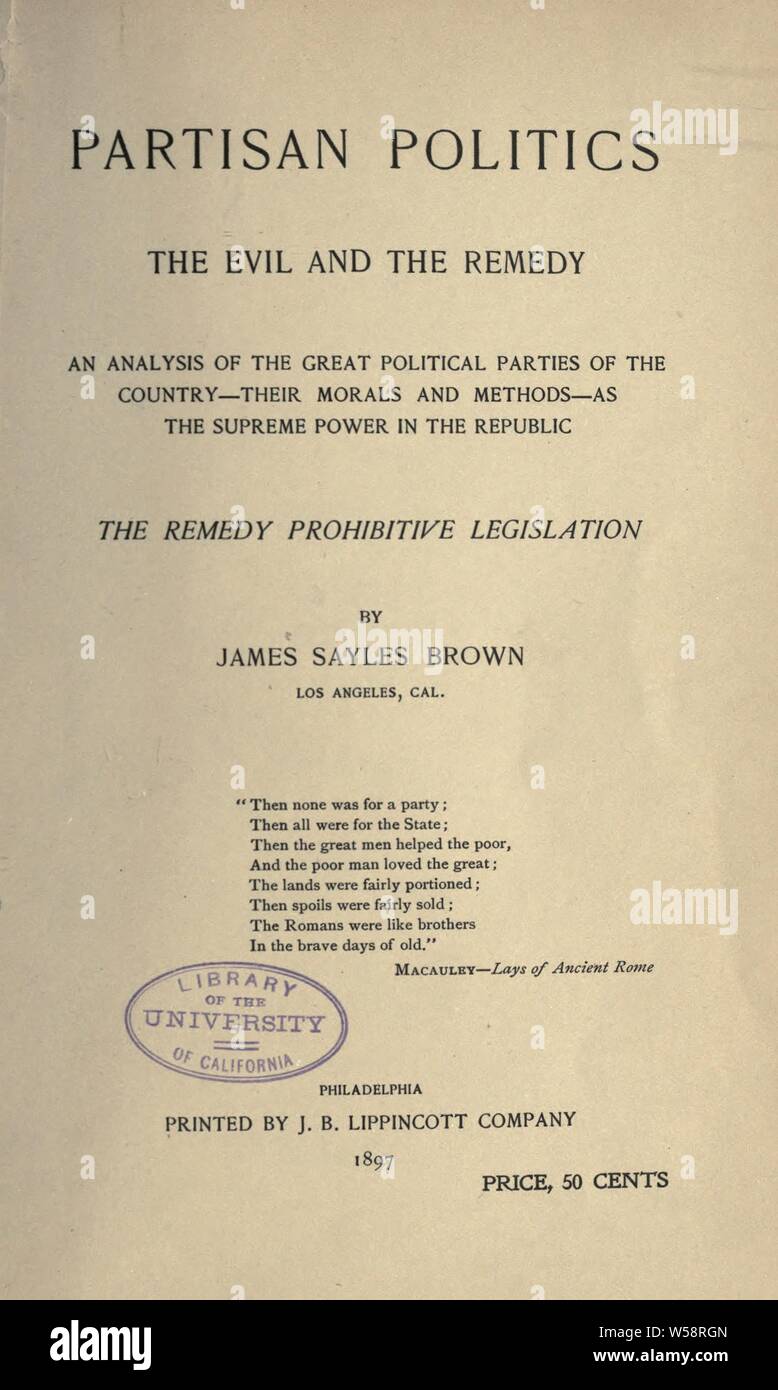 PARTISAN POLITICS
THE EVIL AND THE REMEDY
AN ANALYSIS OF THE GREAT POLITICAL PARTIES OF THE
COUNTRY—THEIR MORALS AND METHODS—AS
THE SUPREME POWER IN THE REPUBLIC
THE REMEDY PROHIBITIVE LEGISLATION
BY
JAMES SAYLES BROWN
LOS ANGELES, CAL.
“Then none was for a party;
Then all were for the State;
Then the great men helped the poor,
And the poor man loved the great;
The lands were fairly portioned;
Then spoils were fairly sold;
The Romans were like brothers
In the brave days of old.”
MACAULEY—Lays of Ancient Rome
LIBRARY
OF THE
UNIVERSITY
OF CALIFORNIA
PHILADELPHIA
PRINTED BY J. B. LIPPINCOTT COMPANY
1897
PRICE, 50 CENTS
alamy
alamy
alamy
a alamy
Image ID: W58RGN
www.alamy.com